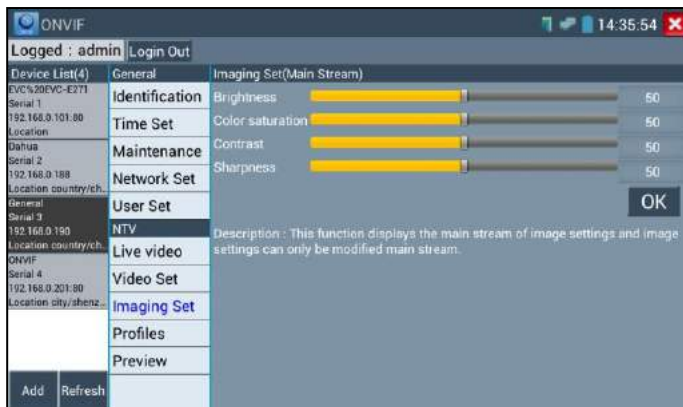 ONVIF
14:35:54
Logged : admin Login Out
Device List(4)
EVC%20EVC-E271
Serial 1
192.168.0.101:80
Location
Dahua
Serial 2
192.168.0.188
Location country/ch...
General
Serial 3
192.168.0.190
Location country/ch...
ONVIF
Serial 4
192.168.0.201:80
Location city/shenz...
Add Refresh
General
Identification
Time Set
Maintenance
Network Set
User Set
NTV
Live video
Video Set
Imaging Set
Profiles
Preview
Imaging Set(Main Stream)
Brightness 50
Color saturation 50
Contrast 50
Sharpness 50
OK
Description : This function displays the main stream of image settings and image
settings can only be modified main stream.